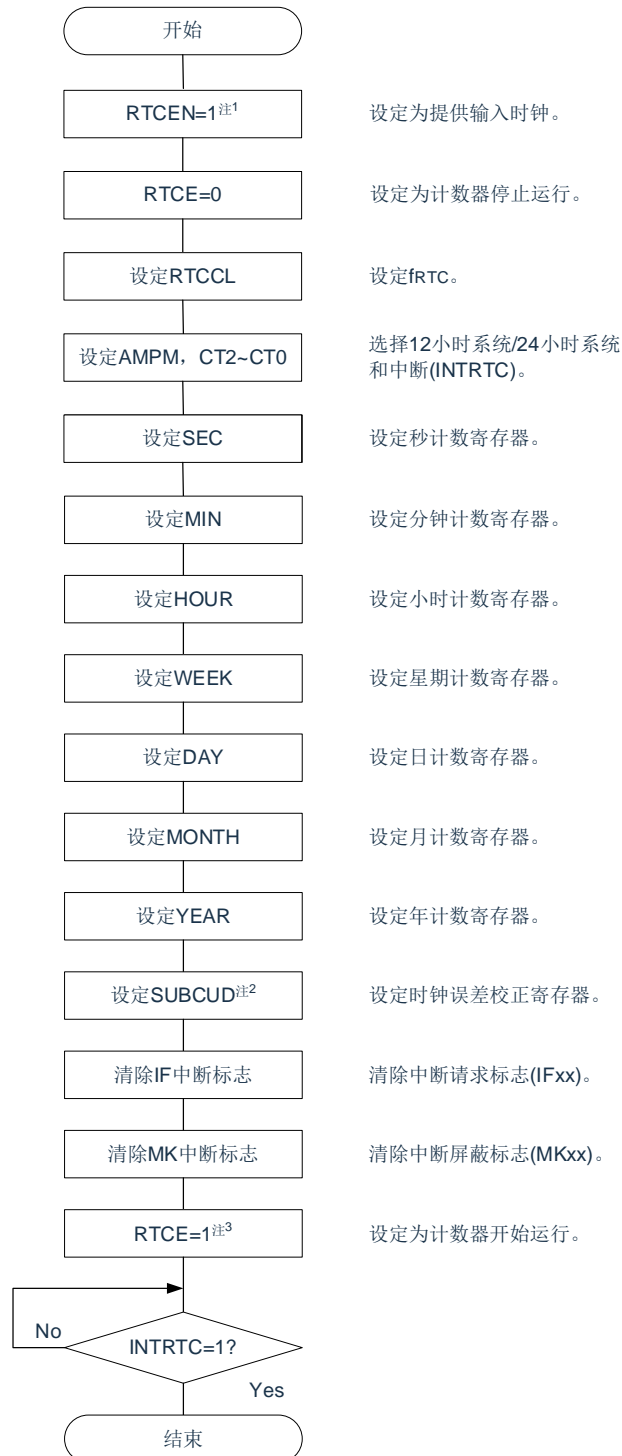 开始
RTCEN=1注1 设定为提供输入时钟。
RTCE=0 设定为计数器停止运行。
设定RTCCL 设定fRTC。
设定AMPM，CT2~CT0 选择12小时系统/24小时系统
和中断(INTRTC)。
设定SEC 设定秒计数寄存器。
设定MIN 设定分钟计数寄存器。
设定HOUR 设定小时计数寄存器。
设定WEEK 设定星期计数寄存器。
设定DAY 设定日计数寄存器。
设定MONTH 设定月计数寄存器。
设定YEAR 设定年计数寄存器。
设定SUBCUD注2 设定时钟误差校正寄存器。
清除IF中断标志 清除中断请求标志(IFxx)。
清除MK中断标志 清除中断屏蔽标志(MKxx)。
RTCE=1注3 设定为计数器开始运行。
No
INTRTC=1?
Yes
结束